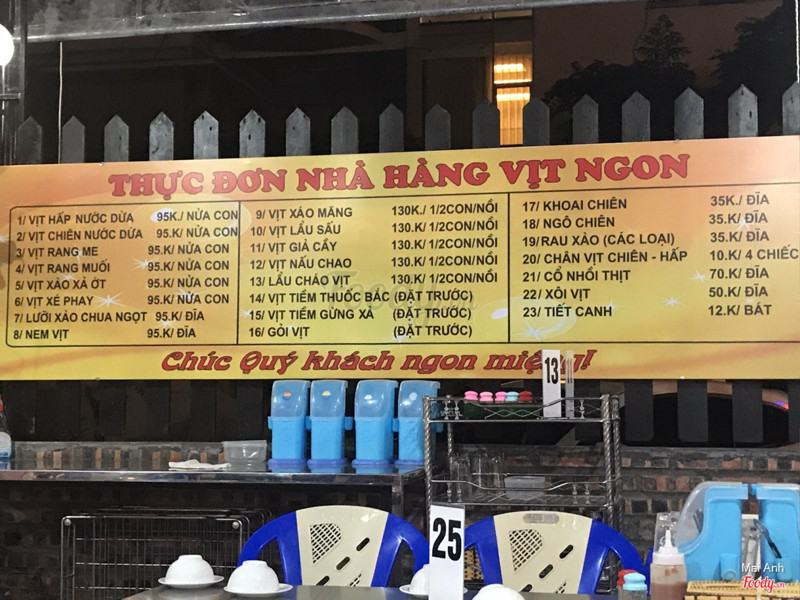 THỰC ĐƠN NHÀ HÀNG VỊT NGON
1/ VỊT HẤP NƯỚC DỪA 95K./ NỬA CON
2/ VỊT CHIÊN NƯỚC DỪA 95.K/ NỬA CON
3/ VỊT RANG ME 95.K/ NỬA CON
4/ VỊT RANG MUỐI 95.K/ NỬA CON
5/ VỊT XÀO XẢ ỚT 95.K/ NỬA CON
6/ VỊT XÉ PHAY 95.K/ NỬA CON
7/ LƯỠI XÀO CHUA NGỌT 95.K/ ĐĨA
8/ NEM VỊT 95.K/ ĐĨA
9/ VỊT XÁO MĂNG 130K./ 1/2CON/NỒI
10/ VỊT LẨU SẤU 130.K/ 1/2CON/NỒI
11/ VỊT GIẢ CẦY 130.K/ 1/2CON/NỒI
12/ VỊT NẤU CHAO 130.K/ 1/2CON/NỒI
13/ LẨU CHÁO VỊT 130.K/ 1/2CON/NỒI
14/ VỊT TIỀM THUỐC BẮC (ĐẶT TRƯỚC)
15/ VỊT TIỀM GỪNG XẢ (ĐẶT TRƯỚC)
16/ GỎI VỊT (ĐẶT TRƯỚC)
17/ KHOAI CHIÊN 35K./ ĐĨA
18/ NGÔ CHIÊN 35.K/ ĐĨA
19/RAU XÀO (CÁC LOẠI) 35.K/ ĐĨA
20/ CHÂN VỊT CHIÊN - HẤP 10.K/ 4 CHIẾC
21/ CỔ NHỒI THỊT 70.K/ ĐĨA
22/ XÔI VỊT 50.K/ ĐĨA
23/ TIẾT CANH 12.K/ BÁT
Chúc Quý khách ngon miệng!
13
25
Mai Anh
Foody.vn